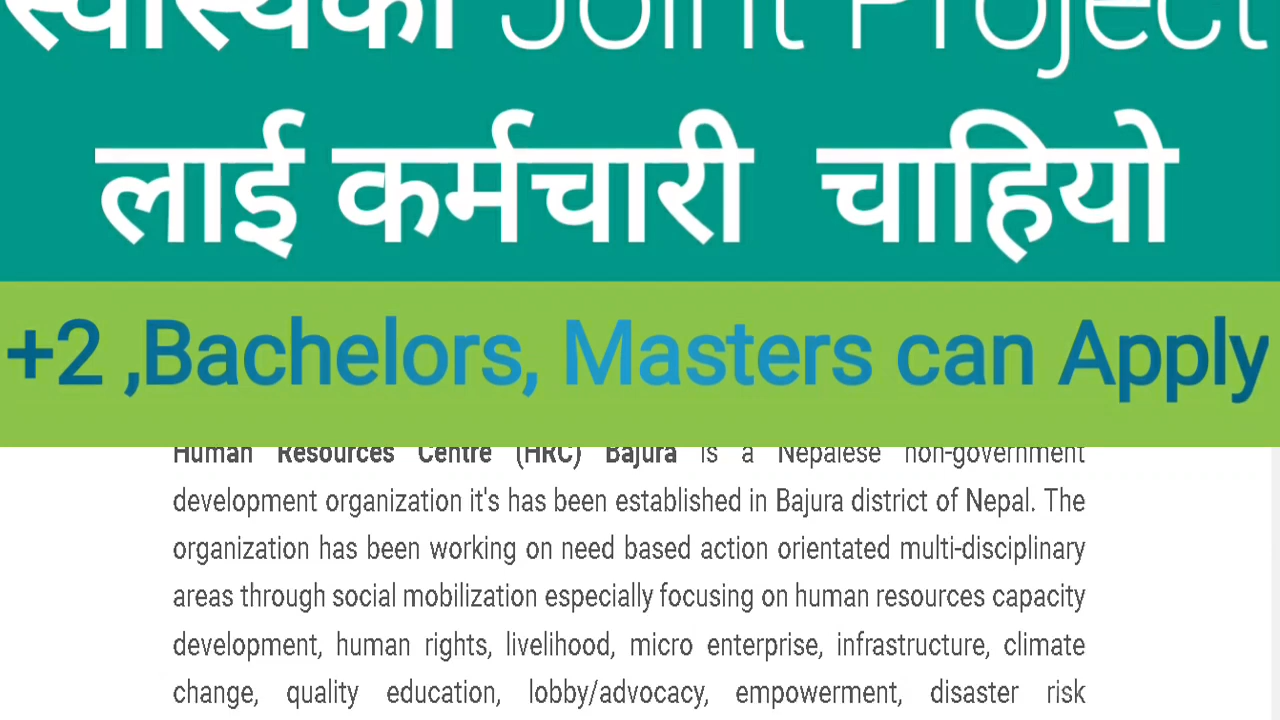 स्वास्थ्यको Joint Project
लाई कर्मचारी चाहियो
+2 ,Bachelors, Masters can Apply
Human Resources Centre (HRC) Bajura is a Nepalese non-government
development organization it's has been established in Bajura district of Nepal. The
organization has been working on need based action orientated multi-disciplinary
areas through social mobilization especially focusing on human resources capacity
development, human rights, livelihood, micro enterprise, infrastructure, climate
change, quality education, lobby/advocacy, empowerment, disaster risk